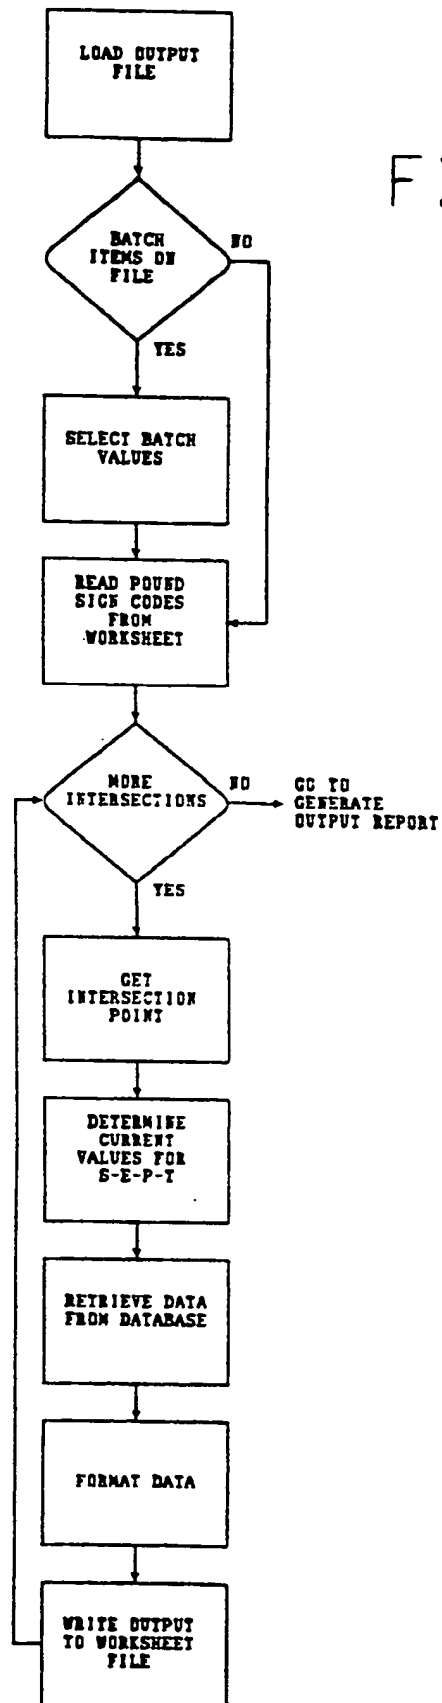 LOAD OUTPUT
FILE
F
BATCH
ITEMS ON
FILE
NO
YES
SELECT BATCH
VALUES
READ POUND
SIGN CODES
FROM
WORKSHEET
MORE
INTERSECTIONS
NO
GO TO
GENERATE
OUTPUT REPORT
YES
GET
INTERSECTION
POINT
DETERMINE
CURRENT
VALUES FOR
S-E-P-T
RETRIEVE DATA
FROM DATABASE
FORMAT DATA
WRITE OUTPUT
TO WORKSHEET
FILE